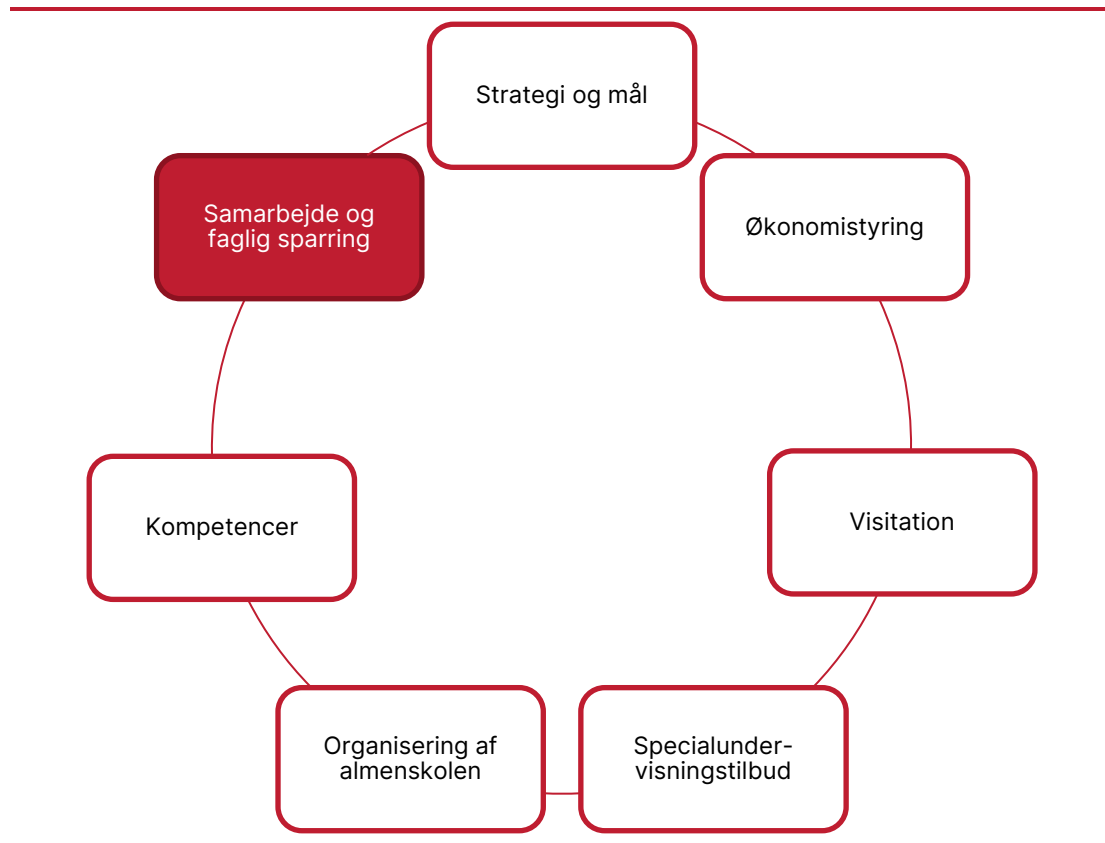 Strategi og mål
Samarbejde og
faglig sparring
Økonomistyring
Kompetencer
Visitation
Organisering af
almenskolen
Specialunder-
visningstilbud